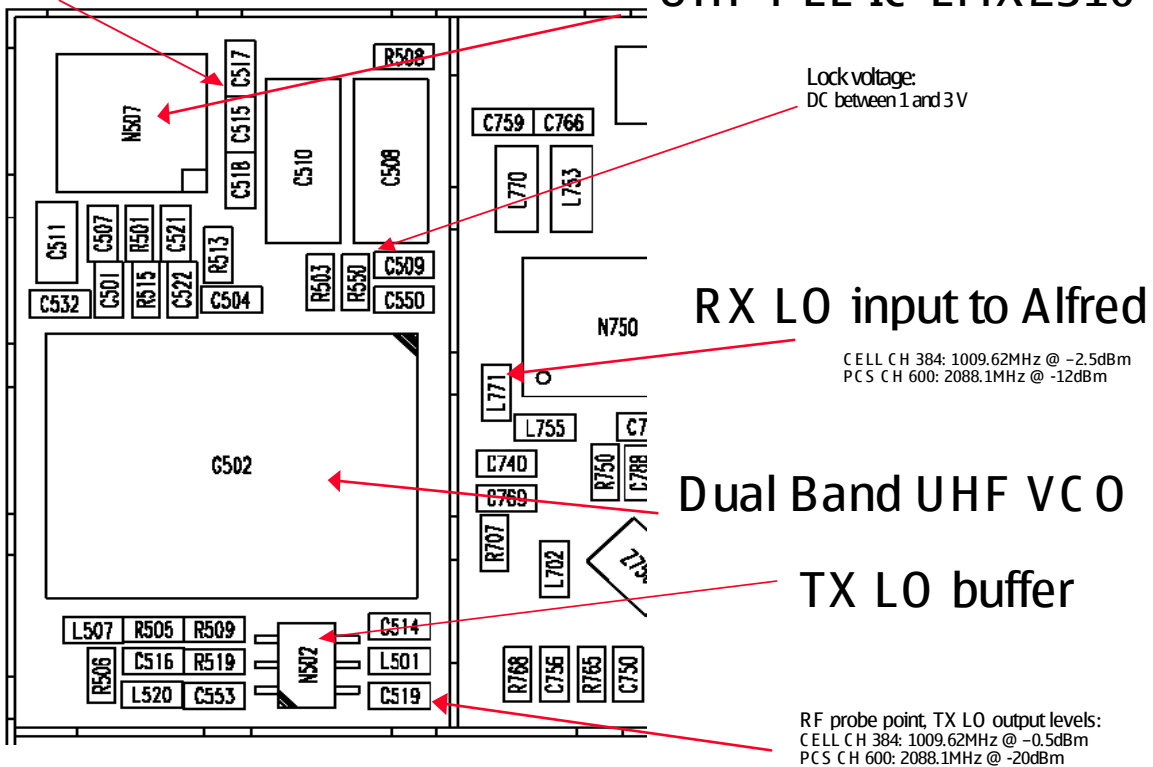 UHF PLL IC LMX2310
R508
C517
Lock voltage:
DC between 1 and 3 V
N507
C515
C759 C766
C518
C510
C508
L770
L753
C511
C507
R501
C521
R513
C501
R515
C522
R503
R550
C509
C532
C504
C550
N750
RX LO input to Alfred
CELL CH 384: 1009.62MHz @ –2.5dBm
PCS CH 600: 2088.1MHz @ -12dBm
L771
L755
C7
G502
C740
R750
C788
C769
Dual Band UHF VCO
R707
L702
TX LO buffer
L507 R505 R509
C514
R506
C516 R519
N502
L501
L520 C553
C519
R768
C756
R765
C750
RF probe point, TX LO output levels:
CELL CH 384: 1009.62MHz @ –0.5dBm
PCS CH 600: 2088.1MHz @ -20dBm